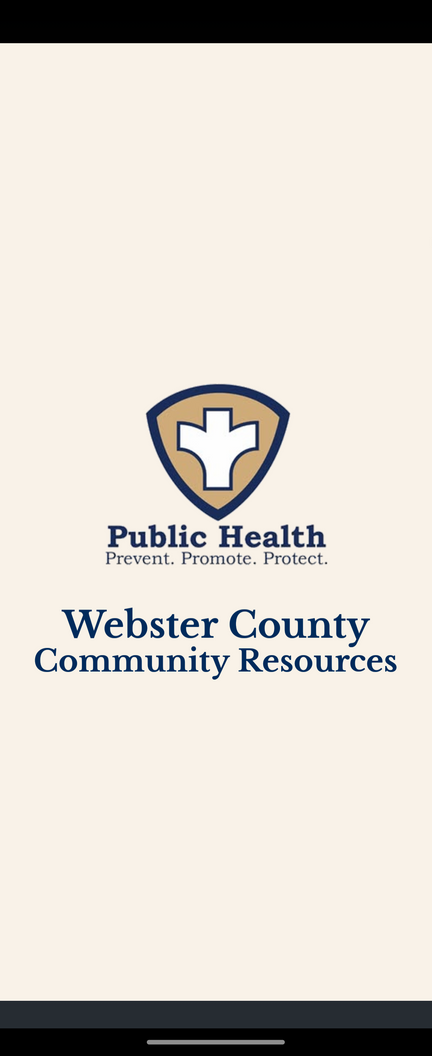 Public Health
Prevent. Promote. Protect.
Webster County
Community Resources